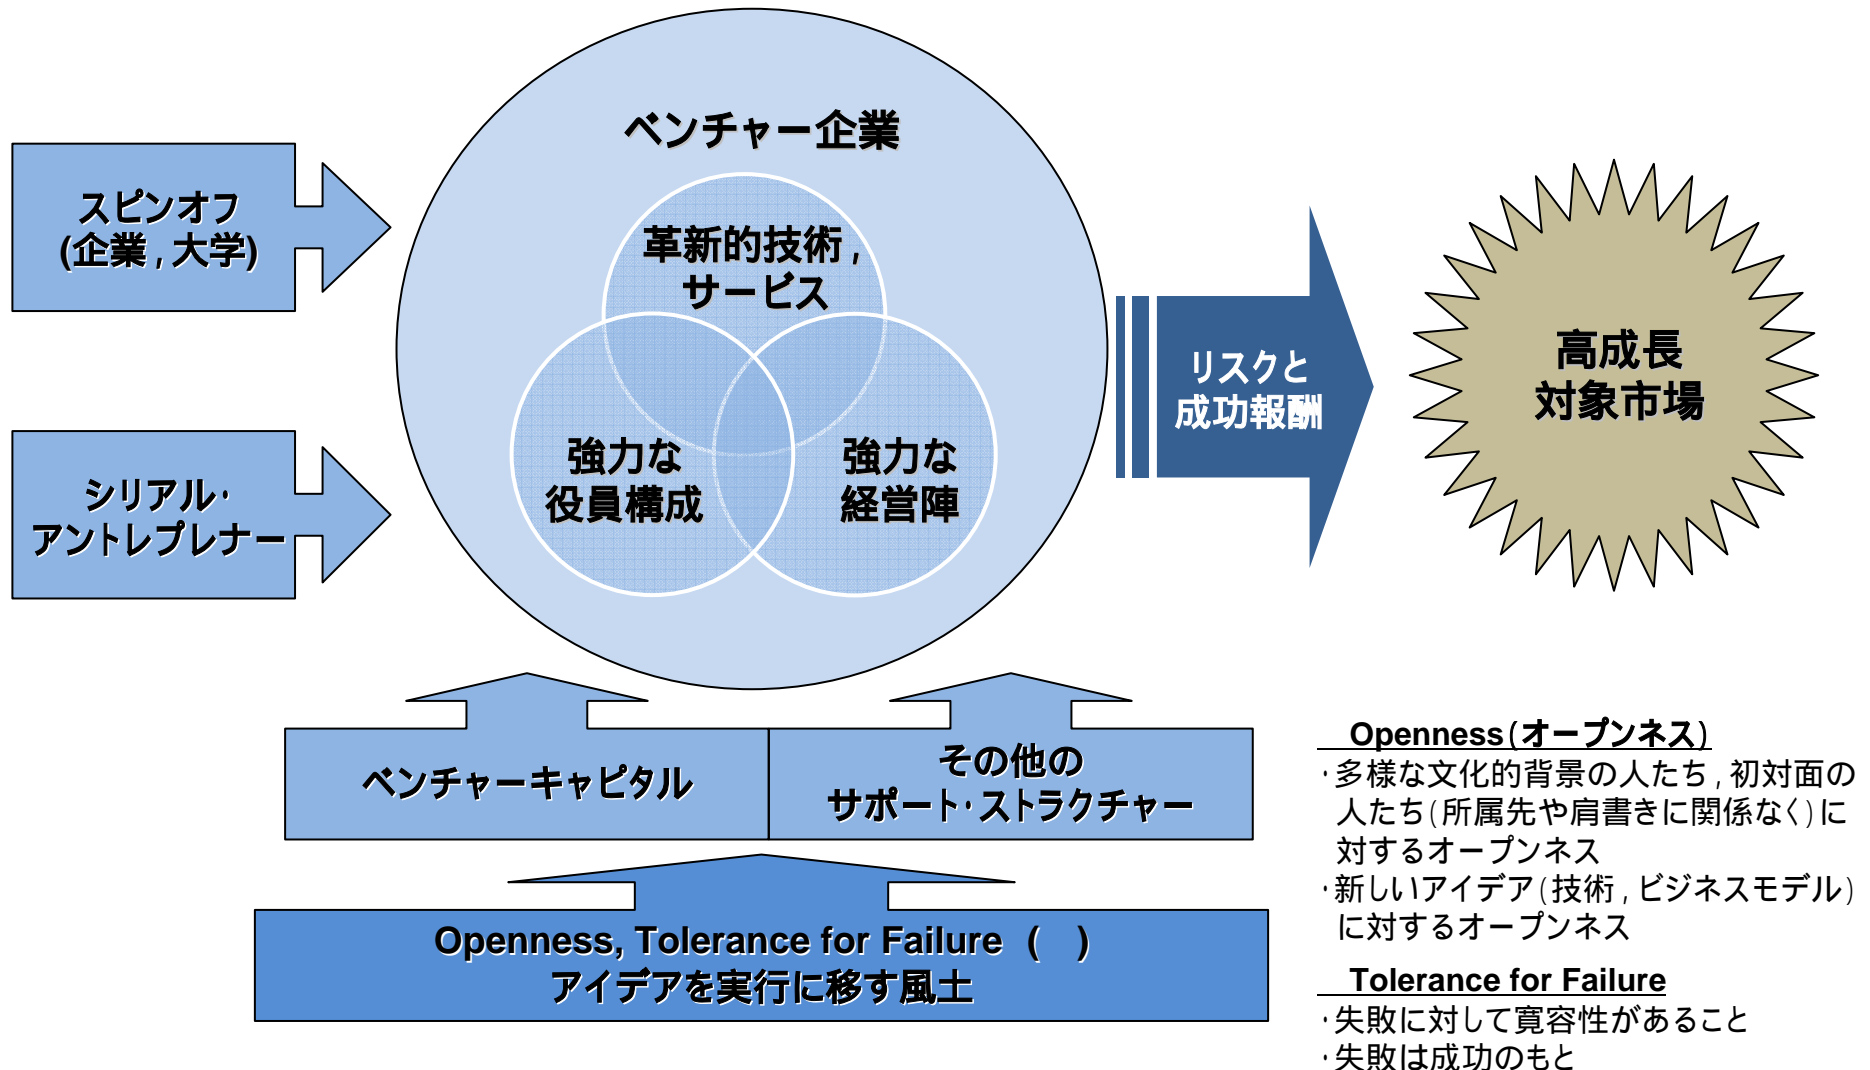 ベンチャー企業
スピンオフ
(企業,大学)
革新的技術,
サービス
リスクと
成功報酬
高成長
対象市場
シリアル・
アントレプレナー
強力な
役員構成
強力な
経営陣
ベンチャーキャピタル
その他の
サポート・ストラクチャー
Openness, Tolerance for Failure ( )
アイデアを実行に移す風土
Openness(オープンネス)
・多様な文化的背景の人たち,初対面の
人たち(所属先や肩書きに関係なく)に
対するオープンネス
・新しいアイデア(技術,ビジネスモデル)
に対するオープンネス
Tolerance for Failure
・失敗に対して寛容性があること
・失敗は成功のもと